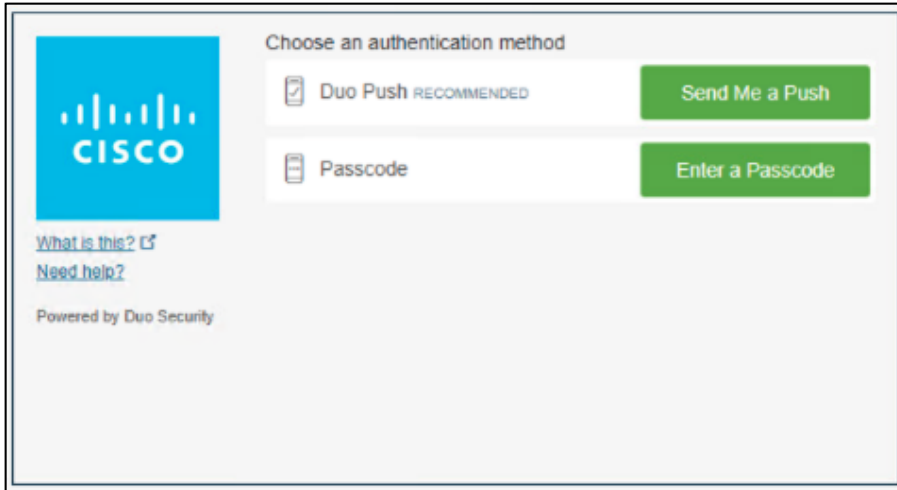 Choose an authentication method
Duo Push RECOMMENDED
Send Me a Push
CISCO
Passcode
Enter a Passcode
What is this?
Need help?
Powered by Duo Security